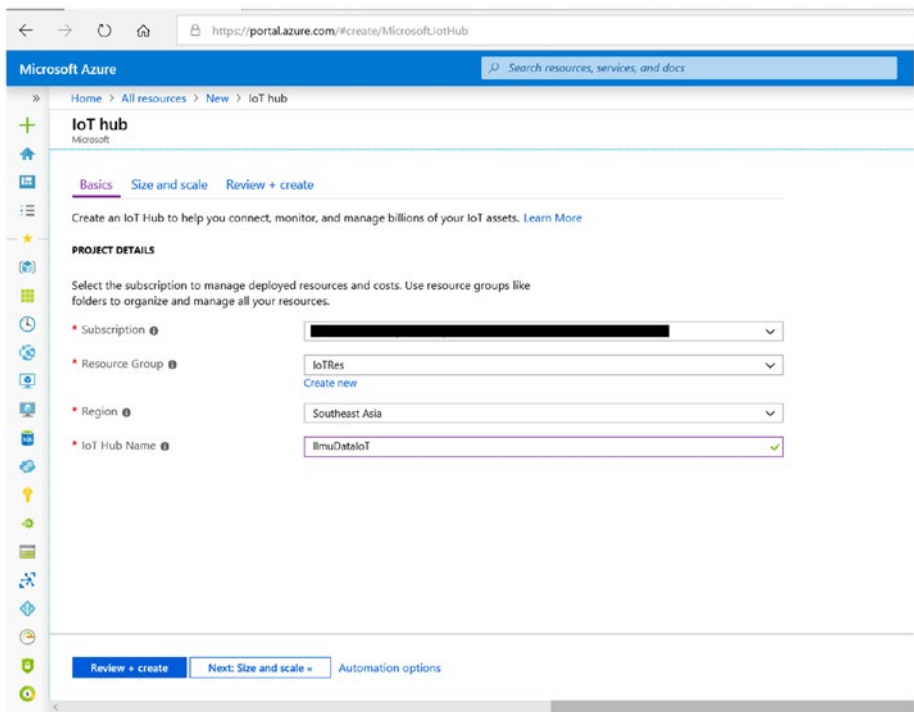 https://portal.azure.com/#create/Microsoft.IotHub
Microsoft Azure
Search resources, services, and docs
Home > All resources > New > IoT hub
IoT hub
Microsoft
Basics Size and scale Review + create
Create an IoT Hub to help you connect, monitor, and manage billions of your IoT assets. Learn More
PROJECT DETAILS
Select the subscription to manage deployed resources and costs. Use resource groups like
folders to organize and manage all your resources.
* Subscription
* Resource Group IoTRes
Create new
* Region Southeast Asia
* IoT Hub Name IlmuDataIoT
Review + create Next: Size and scale » Automation options